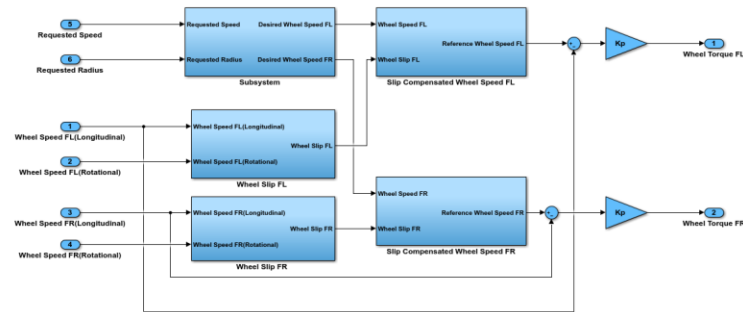 5
Requested Speed
6
Requested Radius
Requested Speed
Desired Wheel Speed FL
Requested Radius
Desired Wheel Speed FR
Subsystem
Wheel Speed FL
Reference Wheel Speed FL
Wheel Slip FL
Slip Compensated Wheel Speed FL
Kp
1
Wheel Torque FL
1
Wheel Speed FL(Longitudinal)
2
Wheel Speed FL(Rotational)
Wheel Speed FL(Longitudinal)
Wheel Slip FL
Wheel Speed FL(Rotational)
Wheel Slip FL
3
Wheel Speed FR(Longitudinal)
4
Wheel Speed FR(Rotational)
Wheel Speed FR(Longitudinal)
Wheel Slip FR
Wheel Speed FR(Rotational)
Wheel Slip FR
Wheel Speed FR
Reference Wheel Speed FR
Wheel Slip FR
Slip Compensated Wheel Speed FR
Kp
2
Wheel Torque FR